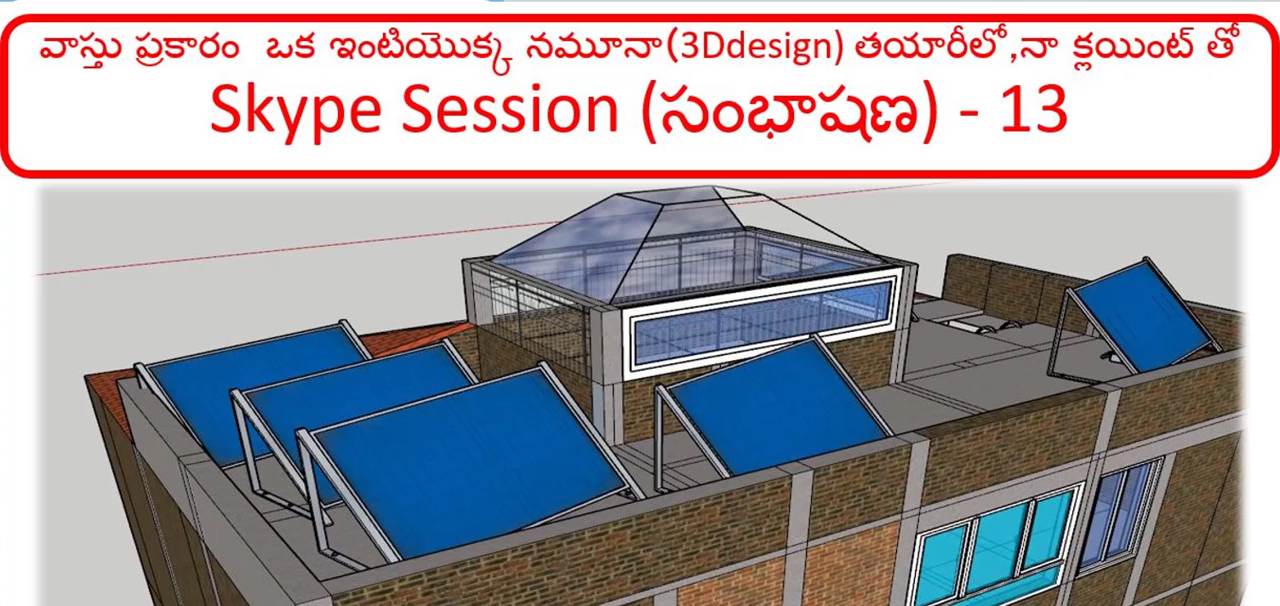 వాస్తు ప్రకారం ఒక ఇంటియొక్క నమూనా(3Ddesign) తయారీలో,నా క్లయింట్ తో
Skype Session (సంభాషణ) - 13